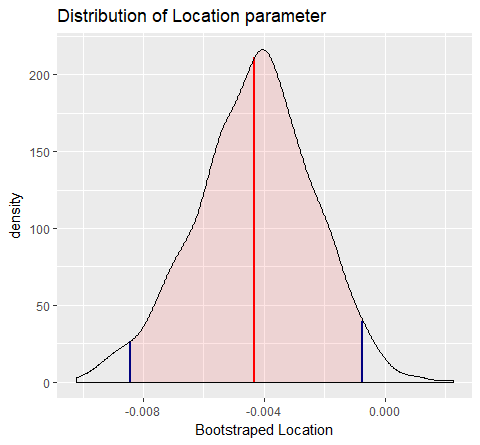 Distribution of Location parameter
density
200
150
100
50
0
-0.008 -0.004 0.000
Bootstraped Location